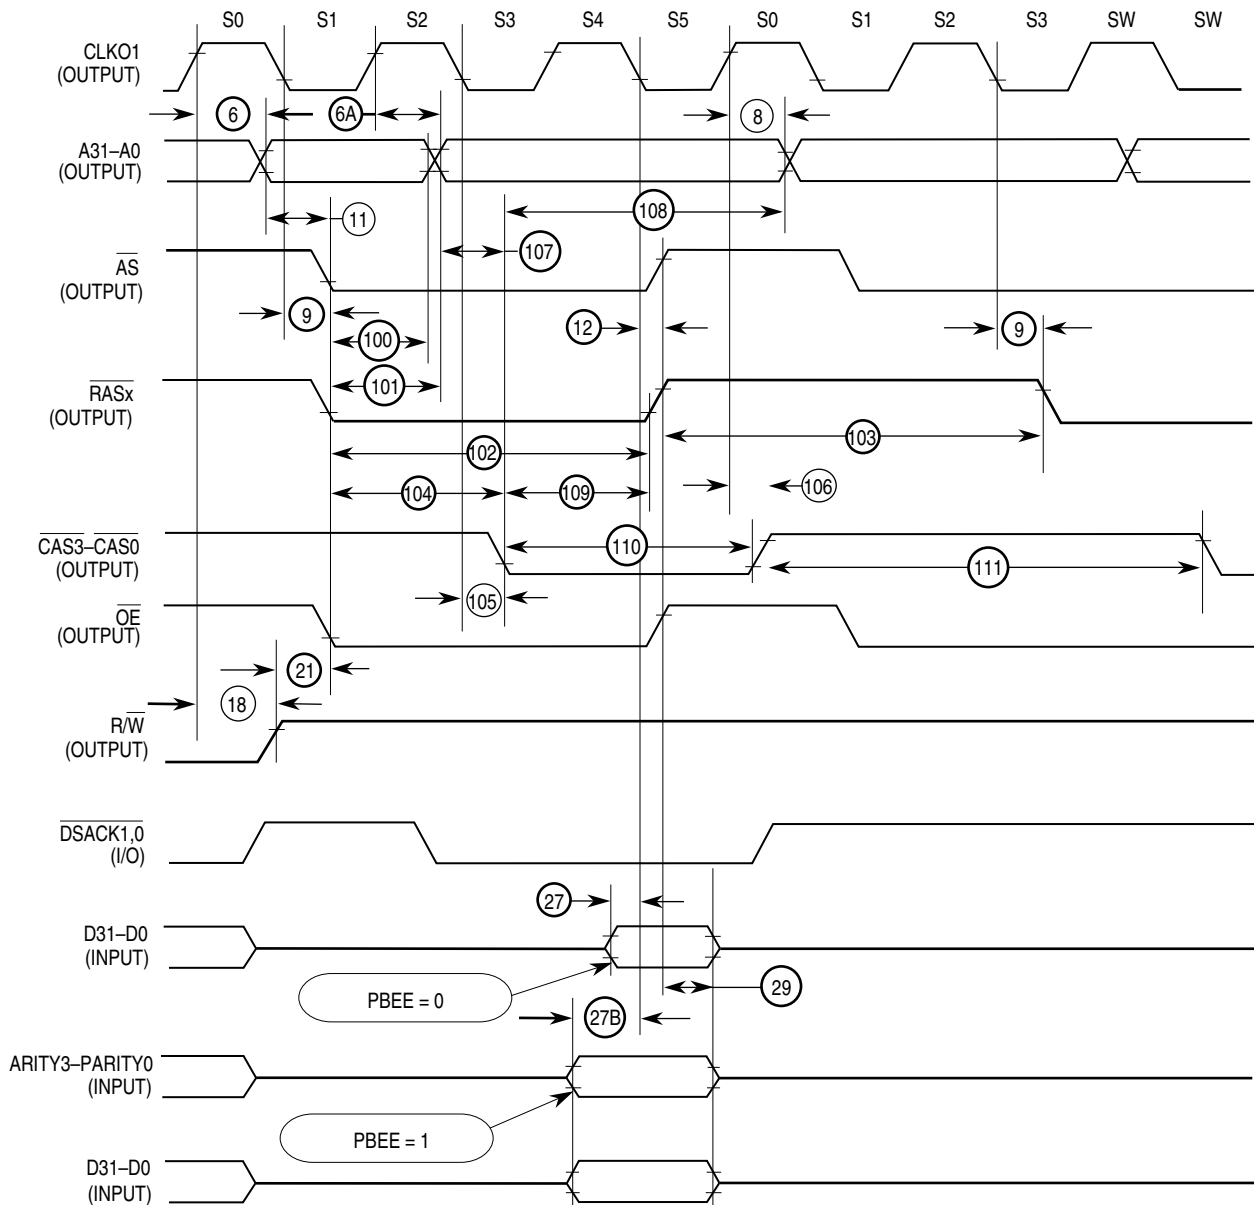 S0 S1 S2 S3 S4 S5 S0 S1 S2 S3 SW SW
CLKO1
(OUTPUT)
6 6A 8
A31–A0
(OUTPUT)
11 108
107
AS
(OUTPUT)
9 12 9
100
101
RASx
(OUTPUT)
102 103
104 109 106
CAS3–CAS0
(OUTPUT)
110 111
105
OE
(OUTPUT)
21
18
R/W
(OUTPUT)
DSACK1,0
(I/O)
27
D31–D0
(INPUT)
PBEE = 0
29
27B
ARITY3–PARITY0
(INPUT)
PBEE = 1
D31–D0
(INPUT)